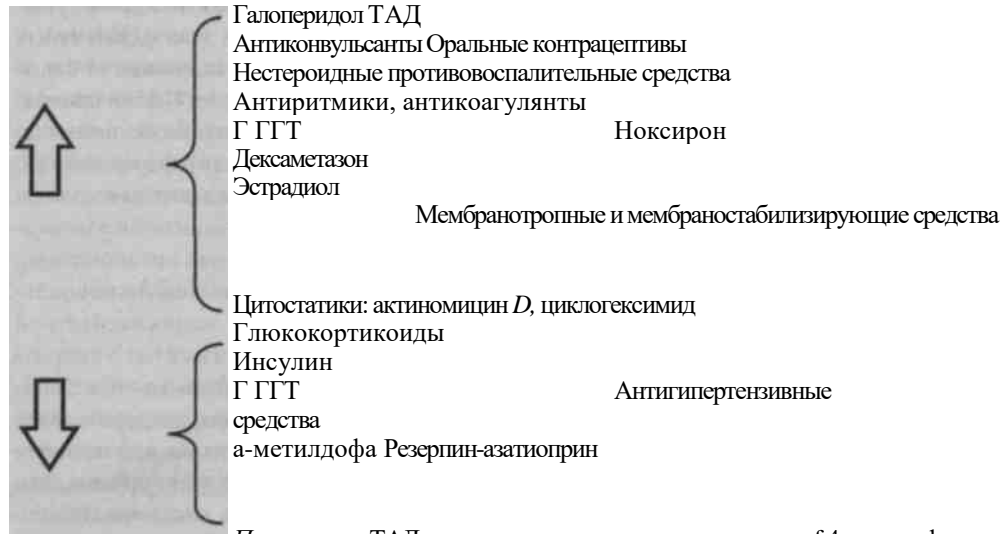 Галоперидол ТАД
Антиконвульсанты Оральные контрацептивы
Нестероидные противовоспалительные средства
Антиритмики, антикоагулянты
Г ГГТ Ноксирон
Дексаметазон
Эстрадиол
Мембранотропные и мембраностабилизирующие средства
Цитостатики: актиномицин D, циклогексимид
Глюкокортикоиды
Инсулин
Г ГГТ Антигипертензивные
средства
а-метилдофа Резерпин-азатиоприн
ТАД